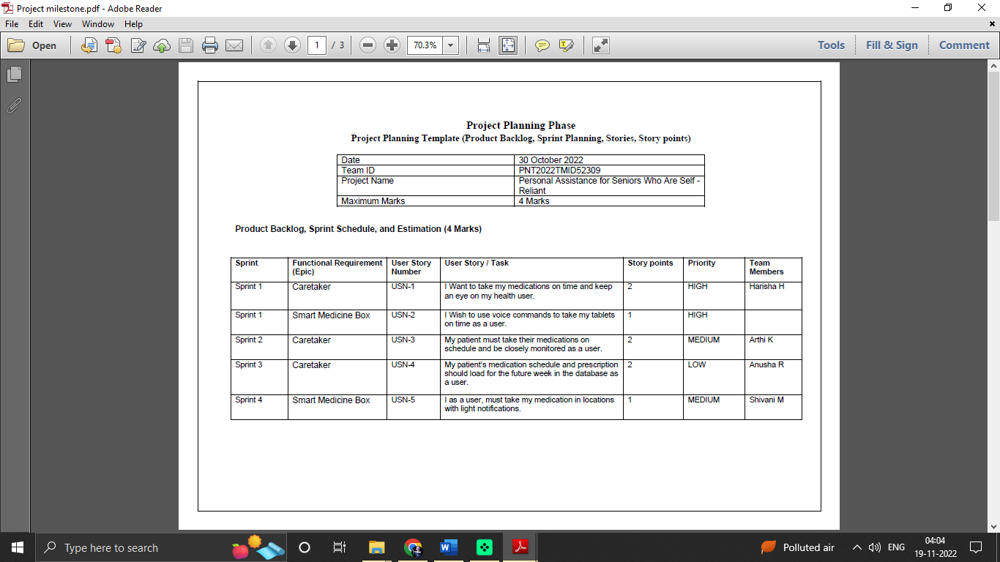 Project milestone.pdf - Adobe Reader
File Edit View Window Help
Open 1 / 3 70.3% Tools Fill & Sign Comment
Project Planning Phase
Project Planning Template (Product Backlog, Sprint Planning, Stories, Story points)
Date 30 October 2022
Team ID PNT2022TMID52309
Project Name Personal Assistance for Seniors Who Are Self -
Reliant
Maximum Marks 4 Marks
Product Backlog, Sprint Schedule, and Estimation (4 Marks)
Sprint Functional Requirement User Story User Story / Task Story points Priority Team
(Epic) Number Members
Sprint 1 Caretaker USN-1 I Want to take my medications on time and keep 2 HIGH Harisha H
an eye on my health user.
Sprint 1 Smart Medicine Box USN-2 I Wish to use voice commands to take my tablets 1 HIGH
on time as a user.
Sprint 2 Caretaker USN-3 My patient must take their medications on 2 MEDIUM Arthi K
schedule and be closely monitored as a user.
Sprint 3 Caretaker USN-4 My patient's medication schedule and prescription 2 LOW Anusha R
should load for the future week in the database as
a user.
Sprint 4 Smart Medicine Box USN-5 I as a user, must take my medication in locations 1 MEDIUM Shivani M
with light notifications.
Type here to search Polluted air ENG 04:04
19-11-2022